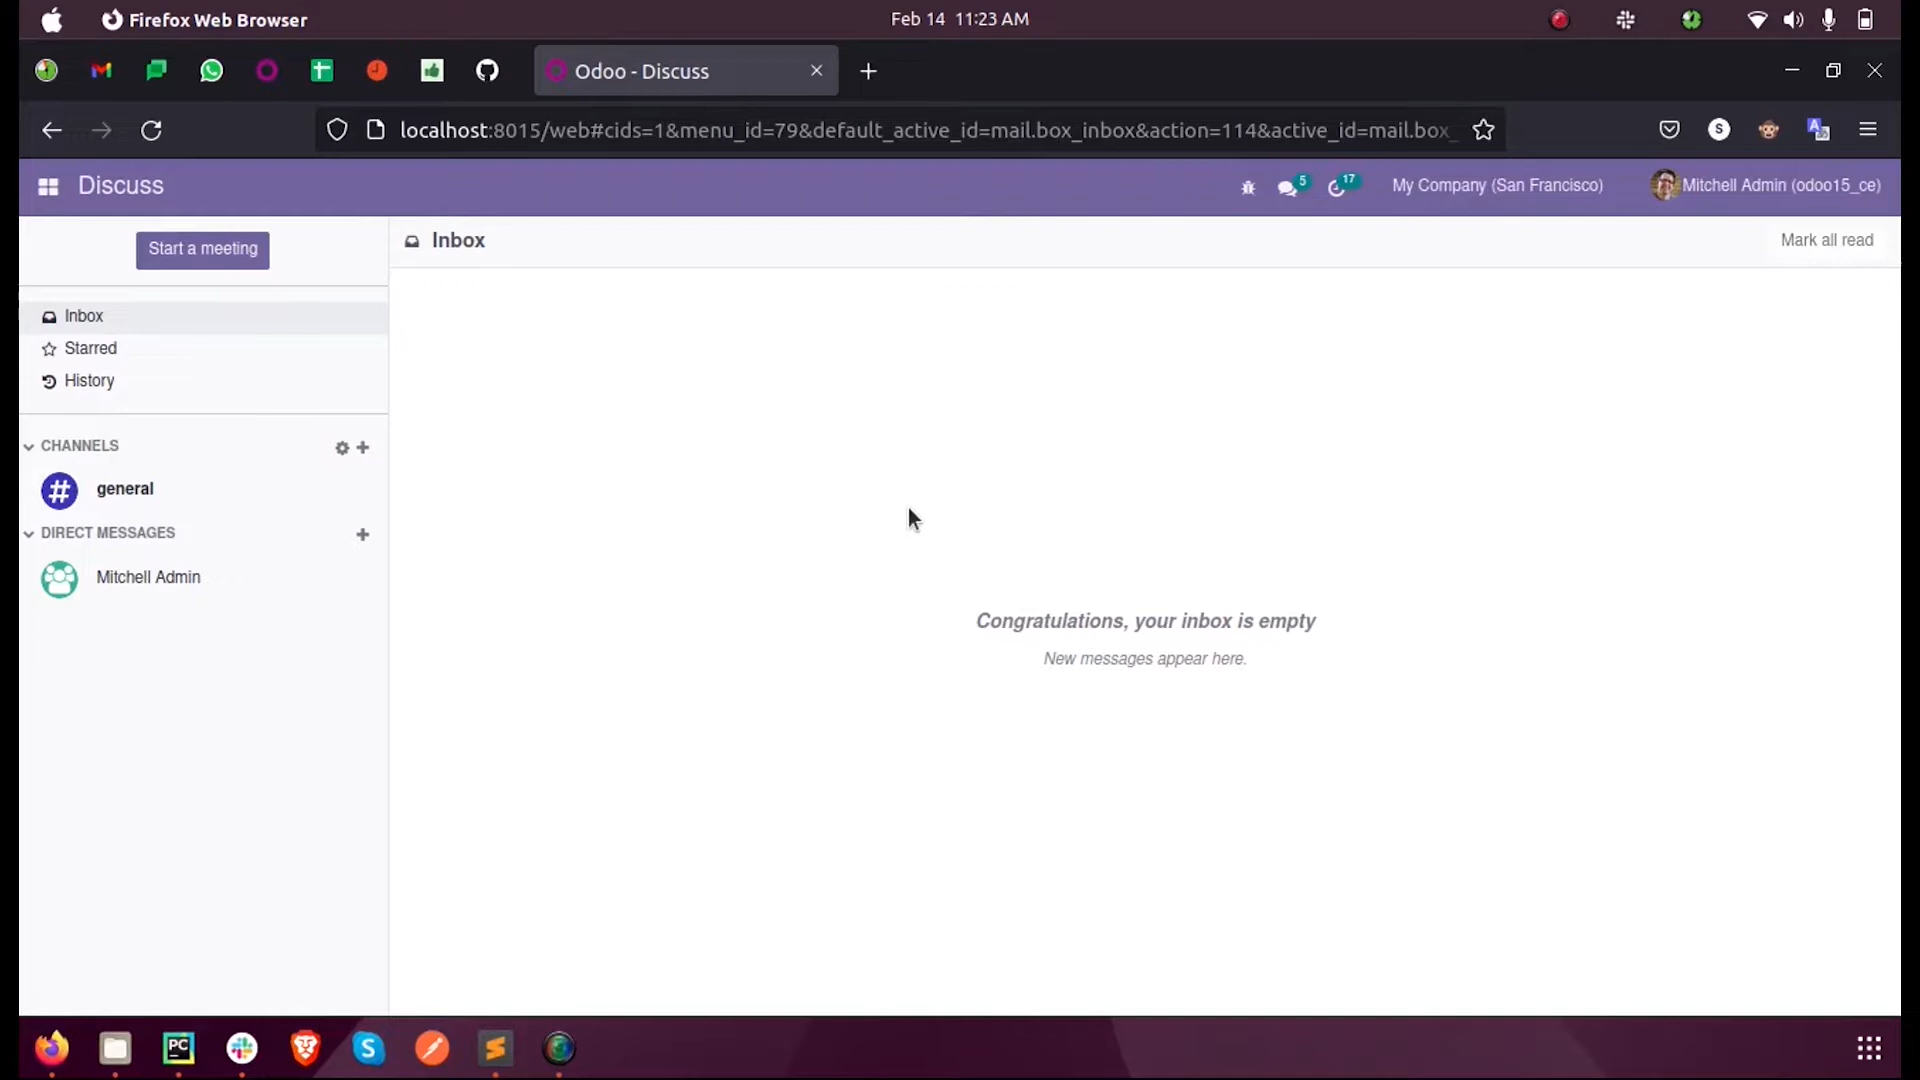 Firefox Web Browser
Feb 14 11:23 AM
Odoo - Discuss
localhost:8015/web#cids=1&menu_id=79&default_active_id=mail.box_inbox&action=114&active_id=mail.box_
S
Discuss
5
17
My Company (San Francisco)
Mitchell Admin (odoo15_ce)
Start a meeting
Inbox
Mark all read
Inbox
Starred
History
CHANNELS
# general
DIRECT MESSAGES
Mitchell Admin
Congratulations, your inbox is empty
New messages appear here.
PC
S